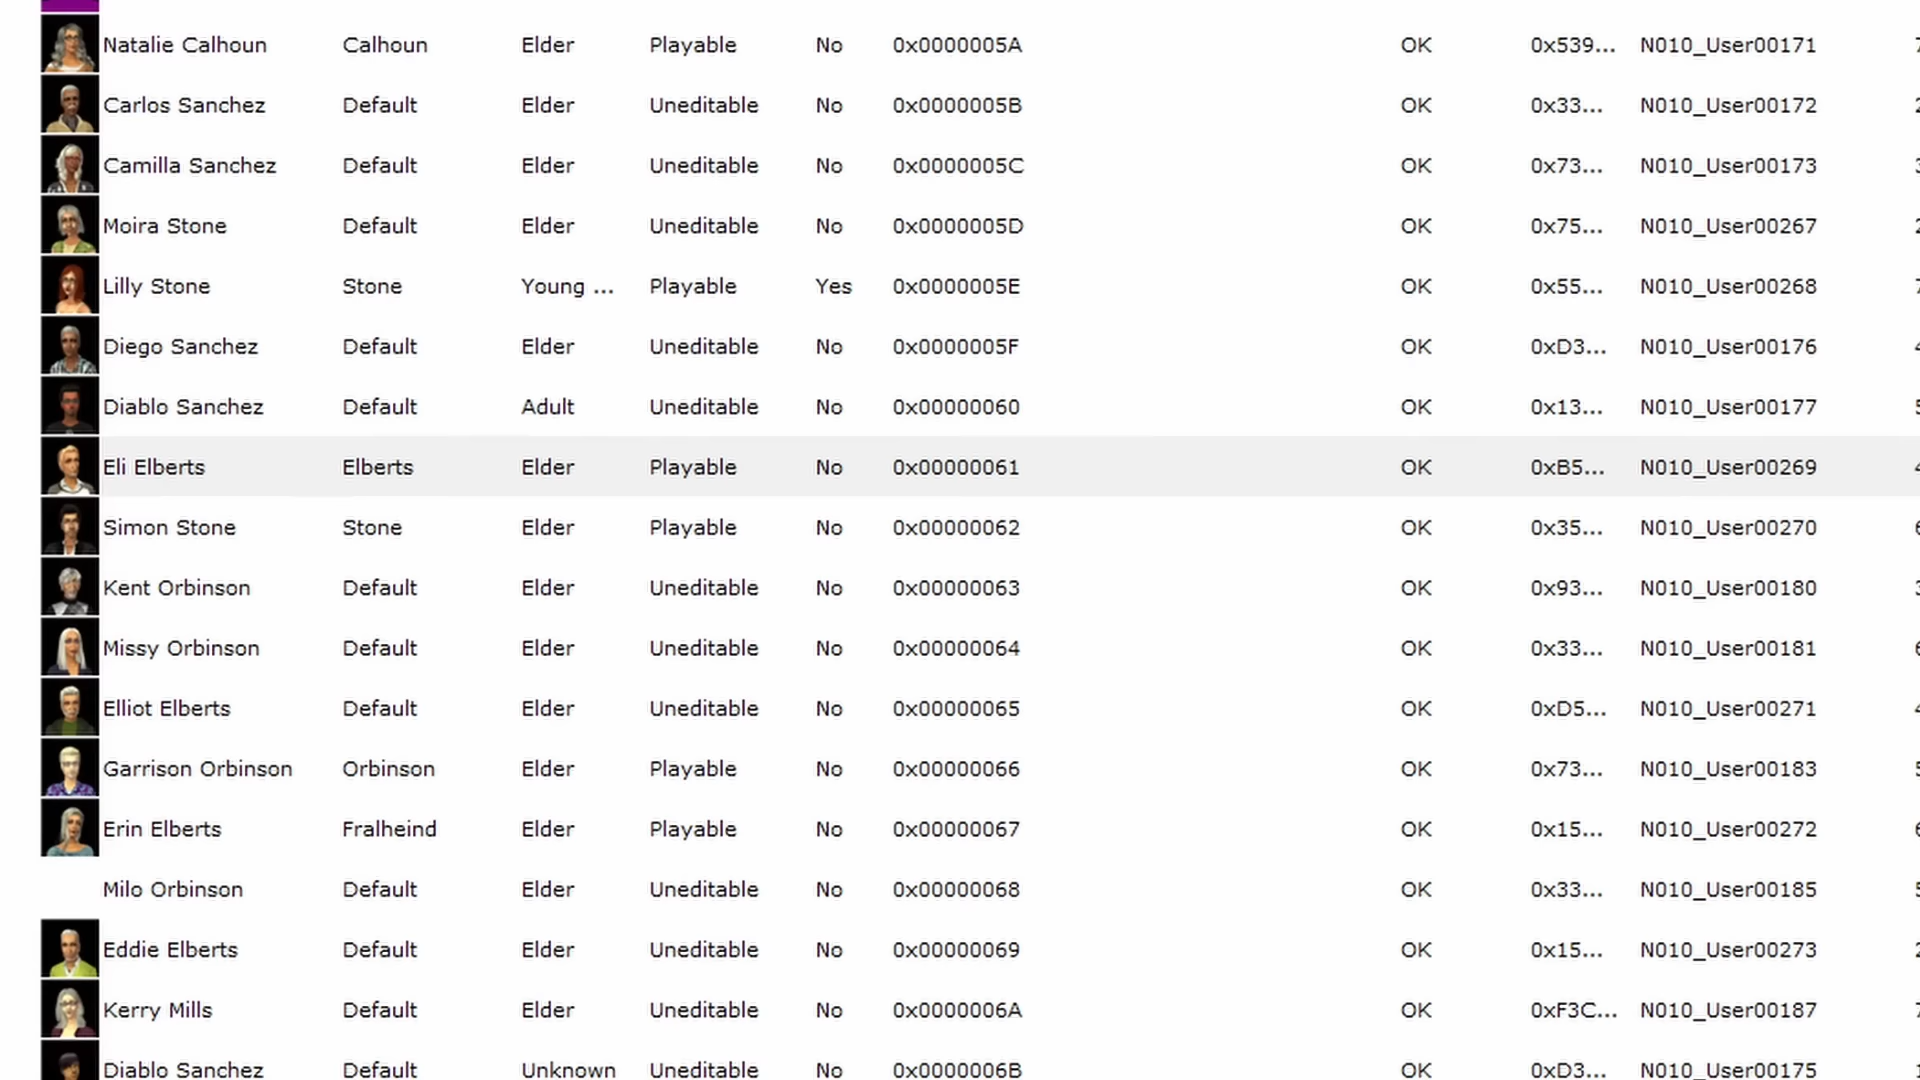 Natalie Calhoun Calhoun Elder Playable No 0x0000005A OK 0x539... N010_User00171
Carlos Sanchez Default Elder Uneditable No 0x0000005B OK 0x33... N010_User00172
Camilla Sanchez Default Elder Uneditable No 0x0000005C OK 0x73... N010_User00173
Moira Stone Default Elder Uneditable No 0x0000005D OK 0x75... N010_User00267
Lilly Stone Stone Young ... Playable Yes 0x0000005E OK 0x55... N010_User00268
Diego Sanchez Default Elder Uneditable No 0x0000005F OK 0xD3... N010_User00176
Diablo Sanchez Default Adult Uneditable No 0x00000060 OK 0x13... N010_User00177
Eli Elberts Elberts Elder Playable No 0x00000061 OK 0xB5... N010_User00269
Simon Stone Stone Elder Playable No 0x00000062 OK 0x35... N010_User00270
Kent Orbinson Default Elder Uneditable No 0x00000063 OK 0x93... N010_User00180
Missy Orbinson Default Elder Uneditable No 0x00000064 OK 0x33... N010_User00181
Elliot Elberts Default Elder Uneditable No 0x00000065 OK 0xD5... N010_User00271
Garrison Orbinson Orbinson Elder Playable No 0x00000066 OK 0x73... N010_User00183
Erin Elberts Fralheind Elder Playable No 0x00000067 OK 0x15... N010_User00272
Milo Orbinson Default Elder Uneditable No 0x00000068 OK 0x33... N010_User00185
Eddie Elberts Default Elder Uneditable No 0x00000069 OK 0x15... N010_User00273
Kerry Mills Default Elder Uneditable No 0x0000006A OK 0xF3C... N010_User00187
Diablo Sanchez Default Unknown Uneditable No 0x0000006B OK 0xD3... N010_User00175